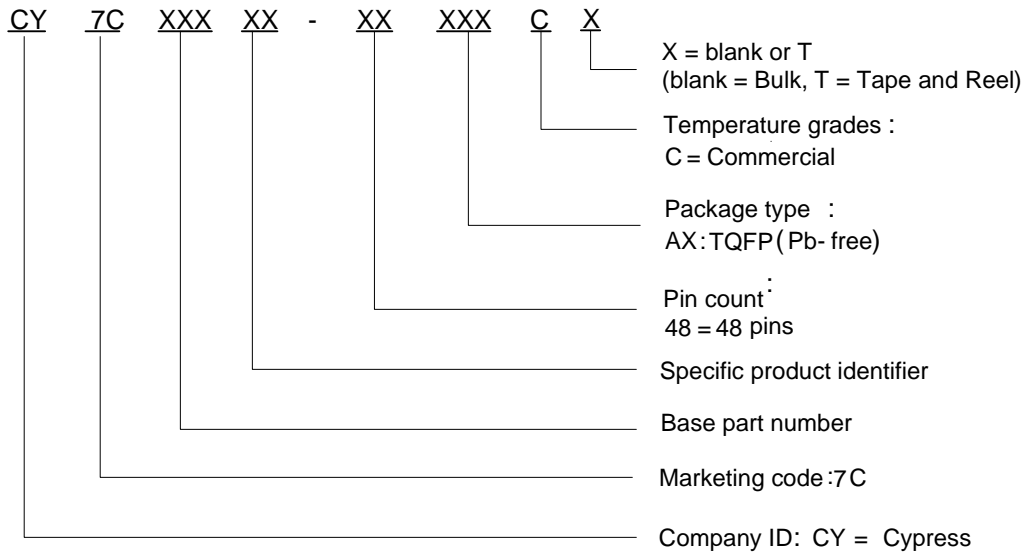 CY 7C XXX XX - XX XXX C X
X = blank or T
(blank = Bulk, T = Tape and Reel)
Temperature grades :
C = Commercial
Package type :
AX: TQFP (Pb- free)
Pin count :
48 = 48 pins
Specific product identifier
Base part number
Marketing code :7C
Company ID: CY = Cypress